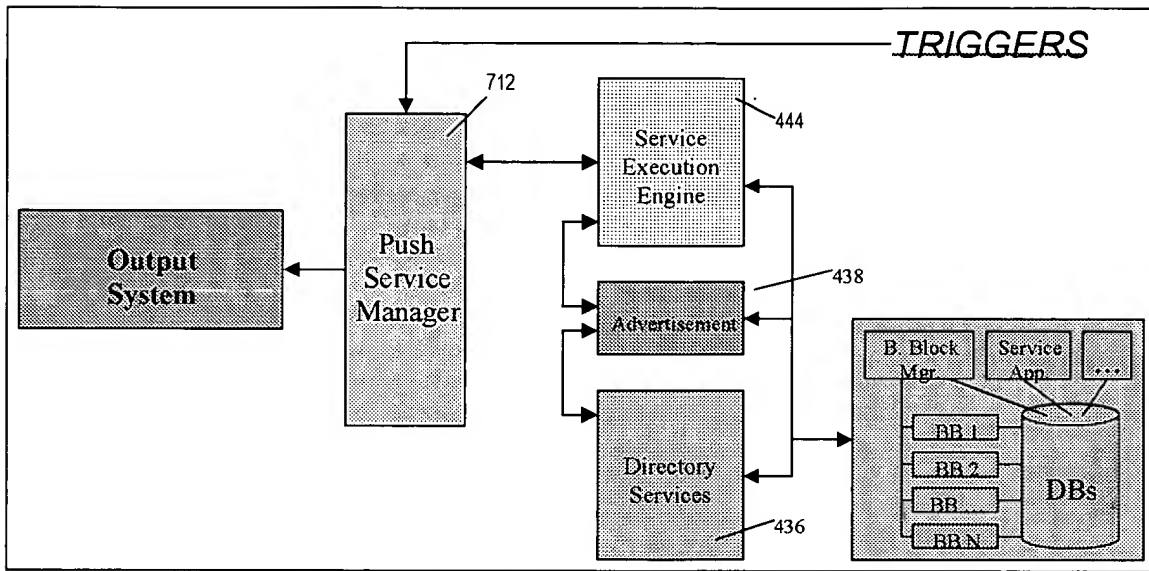 TRIGGERS
712
444
Service
Execution
Engine
Output
System
Push
Service
Manager
438
Advertisement
B. Block
Mgr.
Service
App.
...
BB 1
BB 2
BB ....
BB N
DBs
Directory
Services
436